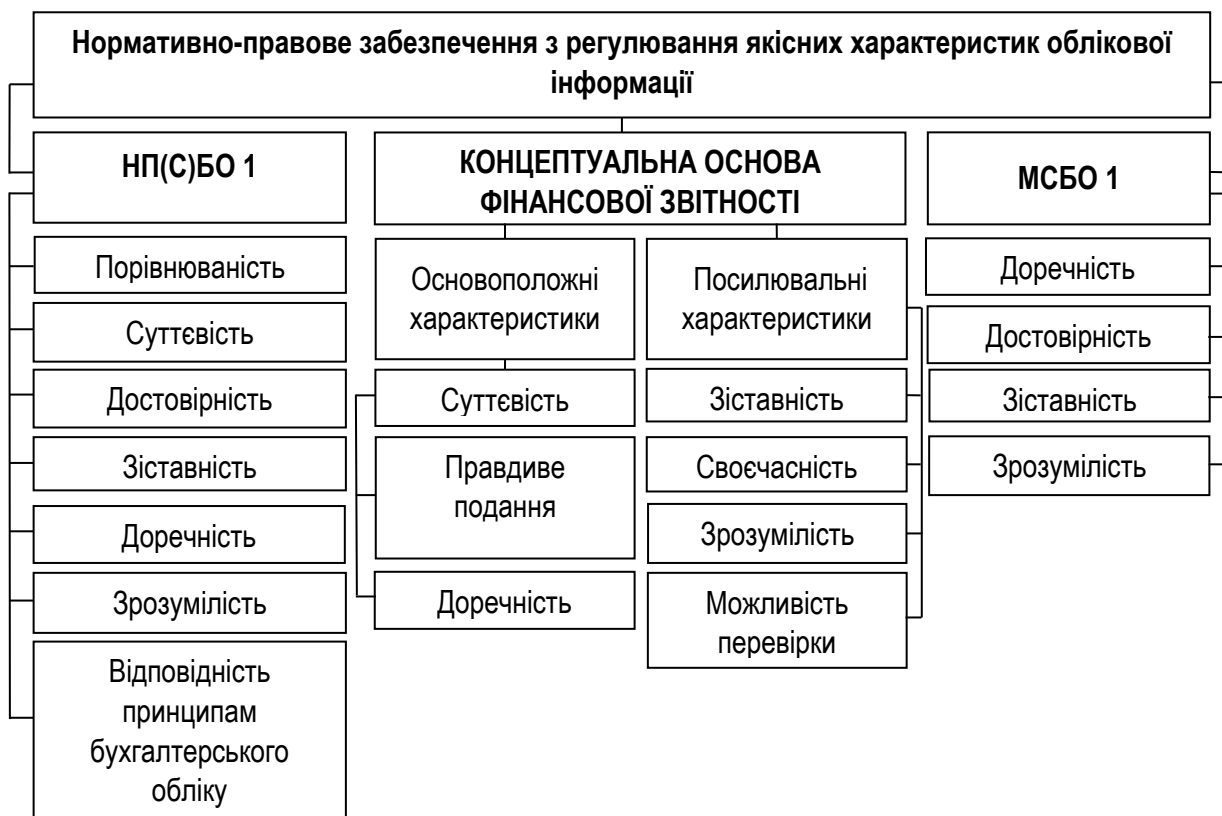 Нормативно-правове забезпечення з регулювання якісних характеристик облікової
інформації
НП(С)БО 1
КОНЦЕПТУАЛЬНА ОСНОВА
ФІНАНСОВОЇ ЗВІТНОСТІ
МСБО 1
Порівнюваність
Суттєвість
Достовірність
Зіставність
Доречність
Зрозумілість
Відповідність
принципам
бухгалтерського
обліку
Основоположні
характеристики
Суттєвість
Правдиве
подання
Доречність
Посилювальні
характеристики
Зіставність
Своєчасність
Зрозумілість
Можливість
перевірки
Доречність
Достовірність
Зіставність
Зрозумілість